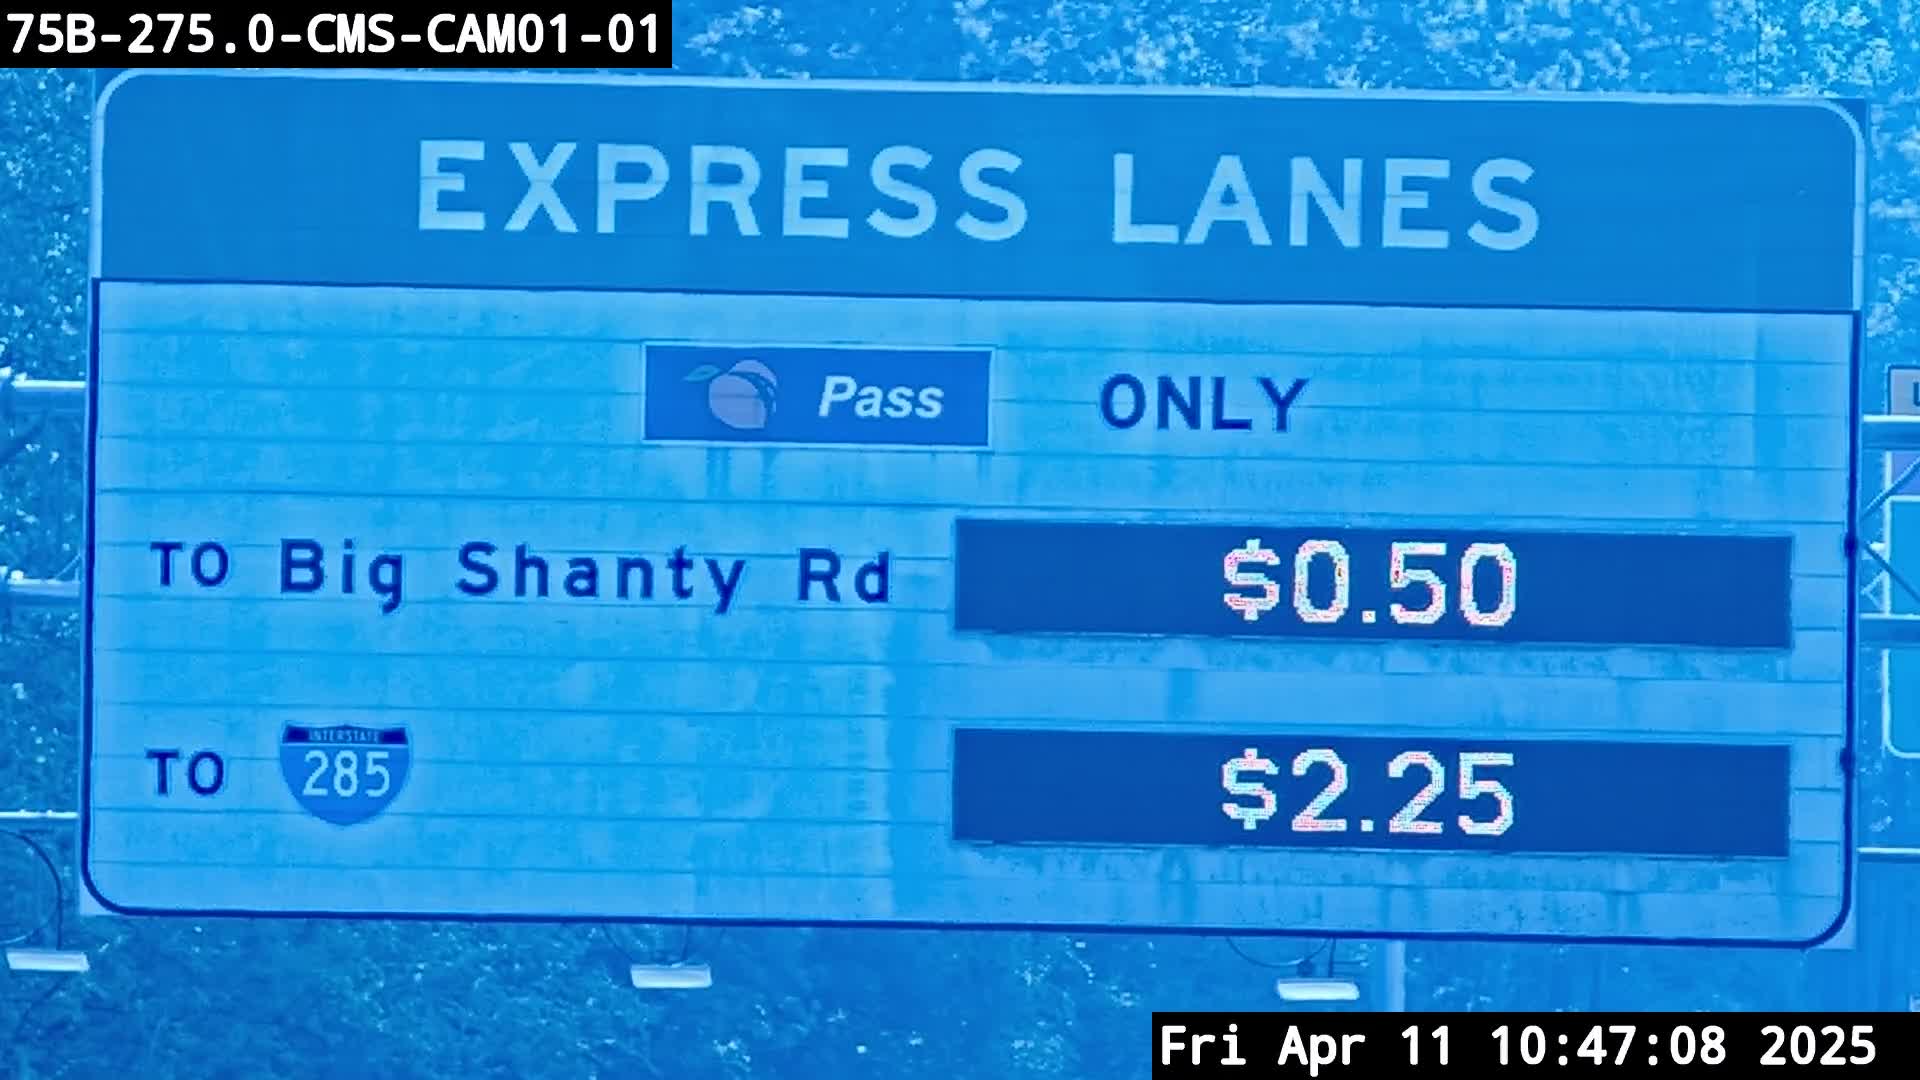 75B-275.0-CMS-CAM01-01
EXPRESS LANES
Pass ONLY
TO Big Shanty Rd $0.50
TO INTERSTATE 285 $2.25
Fri Apr 11 10:47:08 2025